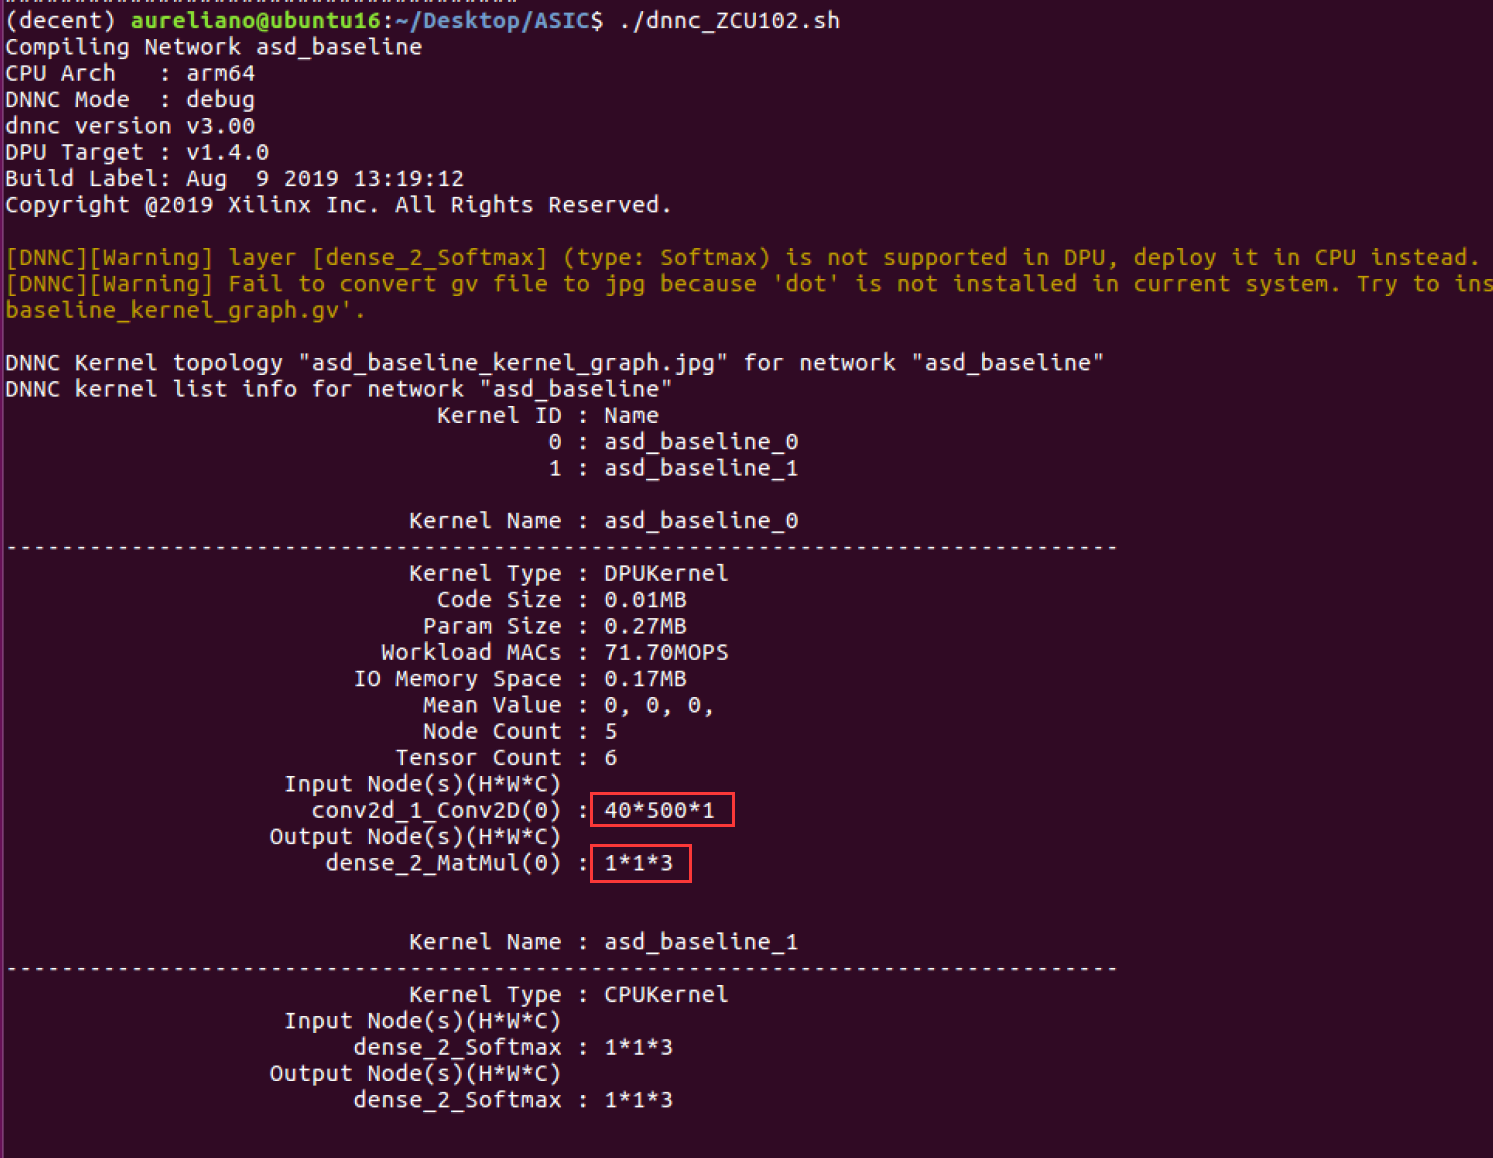 (decent) aureliano@ubuntu16:~/Desktop/ASIC$ ./dnnc_ZCU102.sh
Compiling Network asd_baseline
CPU Arch   : arm64
DNNC Mode  : debug
dnnc version v3.00
DPU Target : v1.4.0
Build Label: Aug  9 2019 13:19:12
Copyright @2019 Xilinx Inc. All Rights Reserved.
[DNNC][Warning] layer [dense_2_Softmax] (type: Softmax) is not supported in DPU, deploy it in CPU instead.
[DNNC][Warning] Fail to convert gv file to jpg because 'dot' is not installed in current system. Try to ins
baseline_kernel_graph.gv'.
DNNC Kernel topology "asd_baseline_kernel_graph.jpg" for network "asd_baseline"
DNNC kernel list info for network "asd_baseline"
Kernel ID : Name
0 : asd_baseline_0
1 : asd_baseline_1
Kernel Name : asd_baseline_0
--------------------------------------------------------------------------------
Kernel Type : DPUKernel
Code Size : 0.01MB
Param Size : 0.27MB
Workload MACs : 71.70MOPS
IO Memory Space : 0.17MB
Mean Value : 0, 0, 0,
Node Count : 5
Tensor Count : 6
Input Node(s)(H*W*C)
conv2d_1_Conv2D(0) : 40*500*1
Output Node(s)(H*W*C)
dense_2_MatMul(0) : 1*1*3
Kernel Name : asd_baseline_1
--------------------------------------------------------------------------------
Kernel Type : CPUKernel
Input Node(s)(H*W*C)
dense_2_Softmax : 1*1*3
Output Node(s)(H*W*C)
dense_2_Softmax : 1*1*3